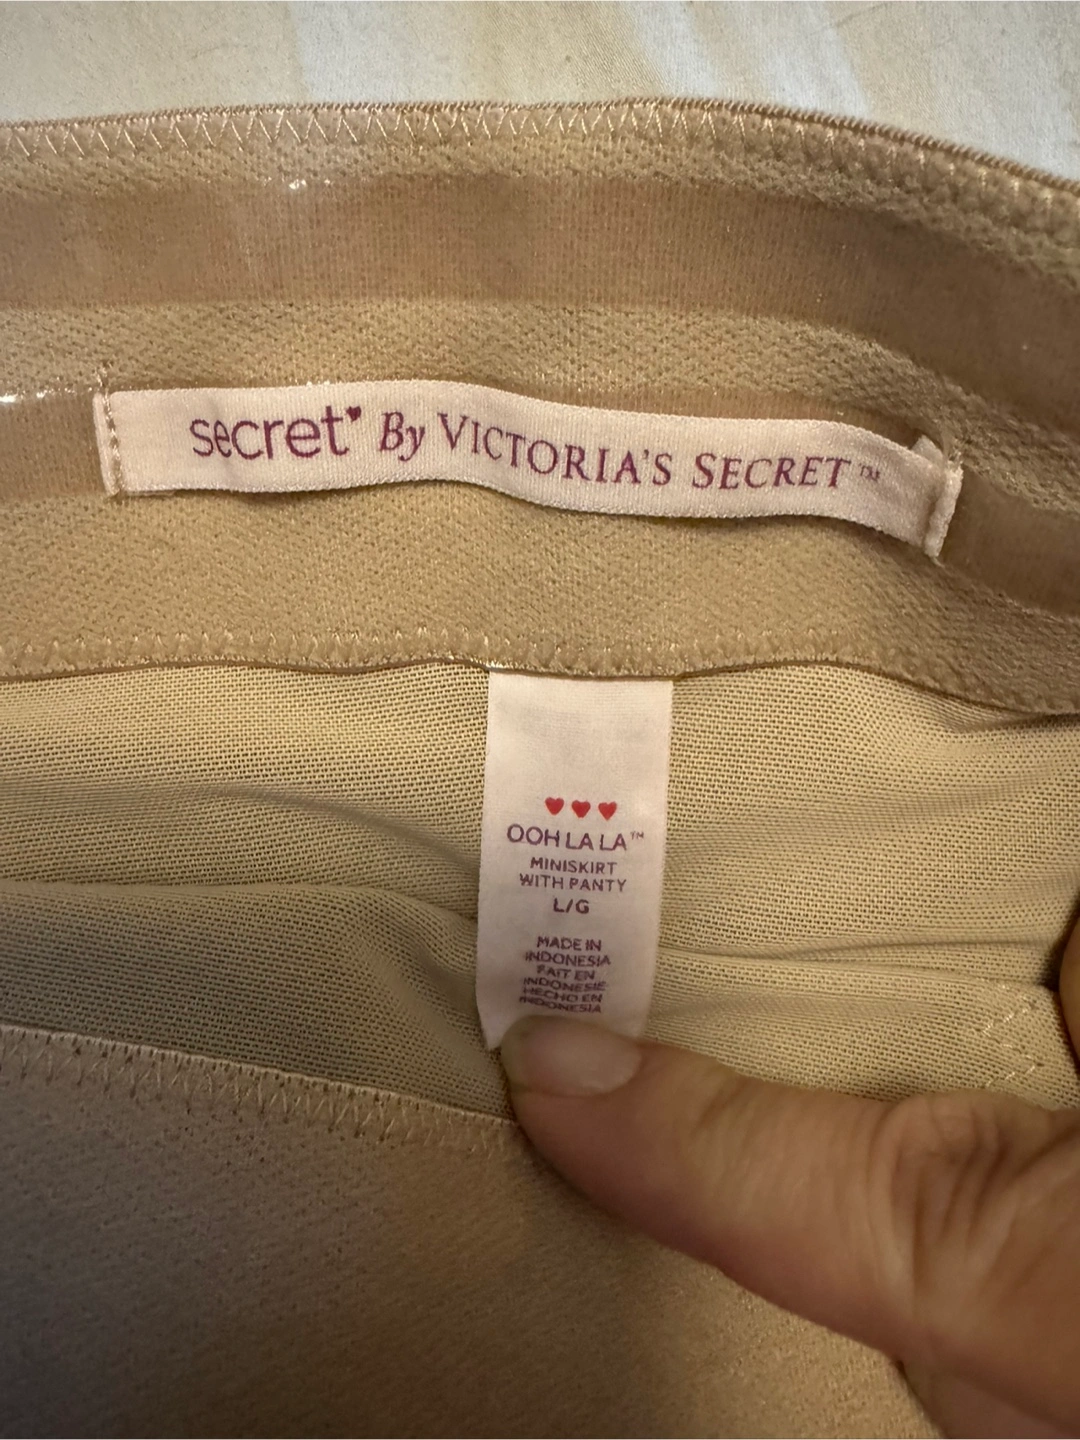 secret♥ By VICTORIA'S SECRET™
♥♥♥
OOH LA LA™
MINISKIRT
WITH PANTY
L/G
MADE IN
INDONESIA
FAIT EN
INDONESIE
HECHO EN
INDONESIA